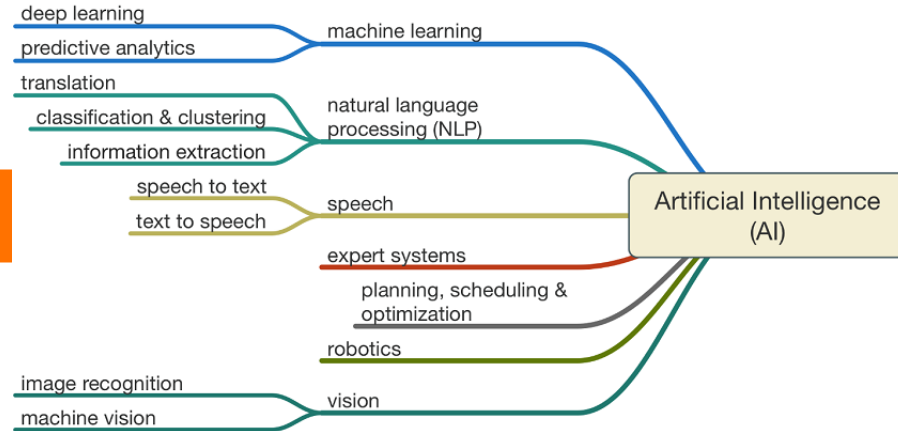 deep learning
machine learning
predictive analytics
translation
natural language
processing (NLP)
classification & clustering
information extraction
speech to text
speech
text to speech
Artificial Intelligence
(AI)
expert systems
planning, scheduling &
optimization
robotics
image recognition
vision
machine vision